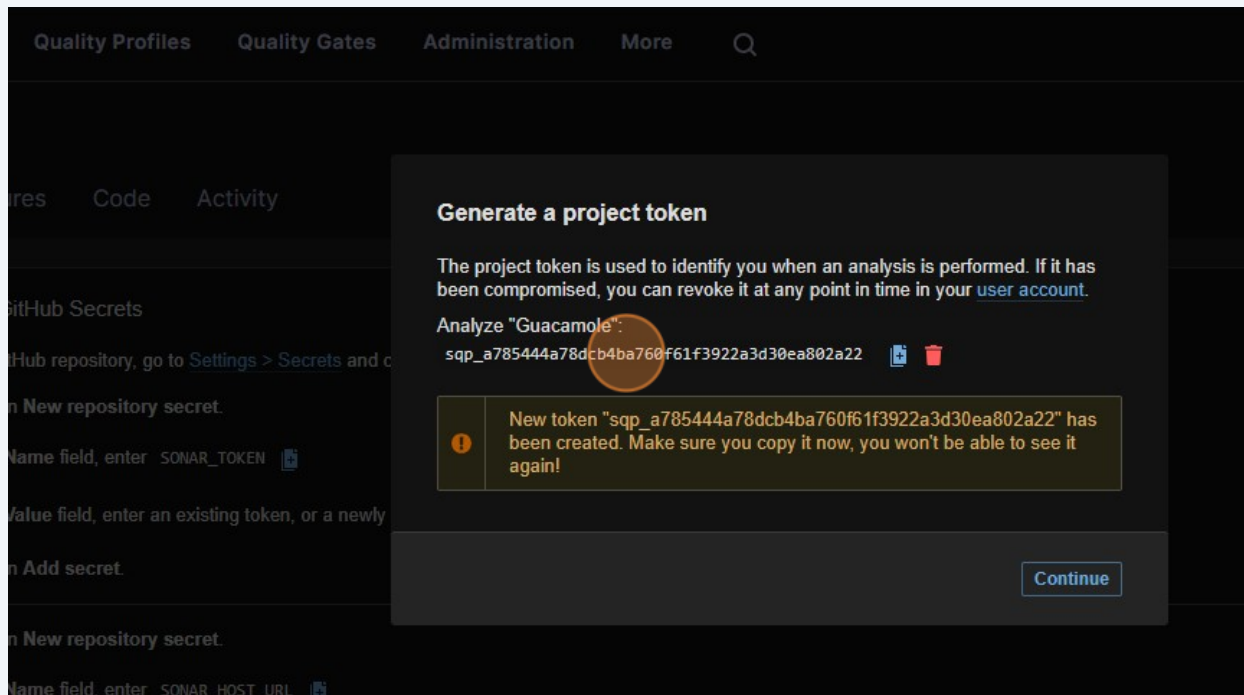 Quality Profiles Quality Gates Administration More
ures Code Activity
GitHub Secrets
tHub repository, go to Settings > Secrets and c
n New repository secret.
Name field, enter SONAR_TOKEN
Value field, enter an existing token, or a newly
n Add secret.
n New repository secret.
Name field, enter SONAR_HOST_URL
Generate a project token
The project token is used to identify you when an analysis is performed. If it has
been compromised, you can revoke it at any point in time in your user account.
Analyze "Guacamole":
sqp_a785444a78dcb4ba760f61f3922a3d30ea802a22
New token "sqp_a785444a78dcb4ba760f61f3922a3d30ea802a22" has
been created. Make sure you copy it now, you won't be able to see it
again!
Continue